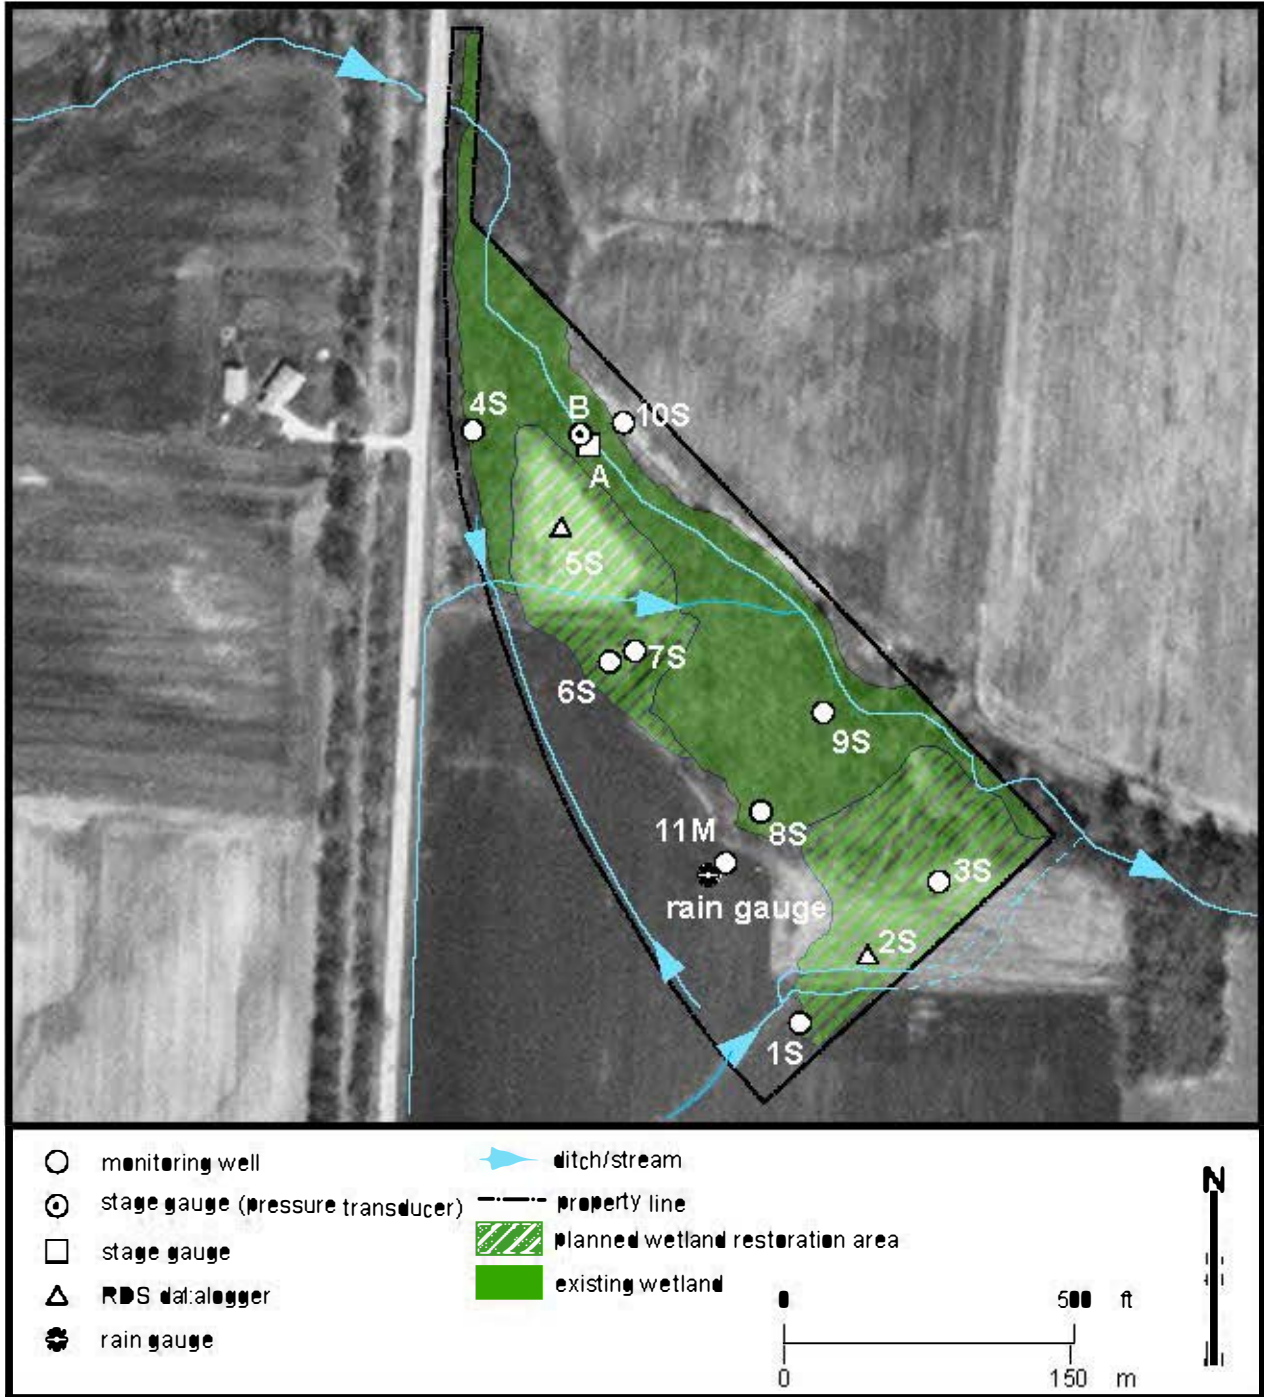 4S
B
10S
A
5S
7S
6S
9S
8S
11M
3S
rain gauge
2S
1S
monitoring well
stage gauge (pressure transducer)
stage gauge
RDS datalogger
rain gauge
ditch/stream
property line
planned wetland restoration area
existing wetland
N
0 500 ft
0 150 m